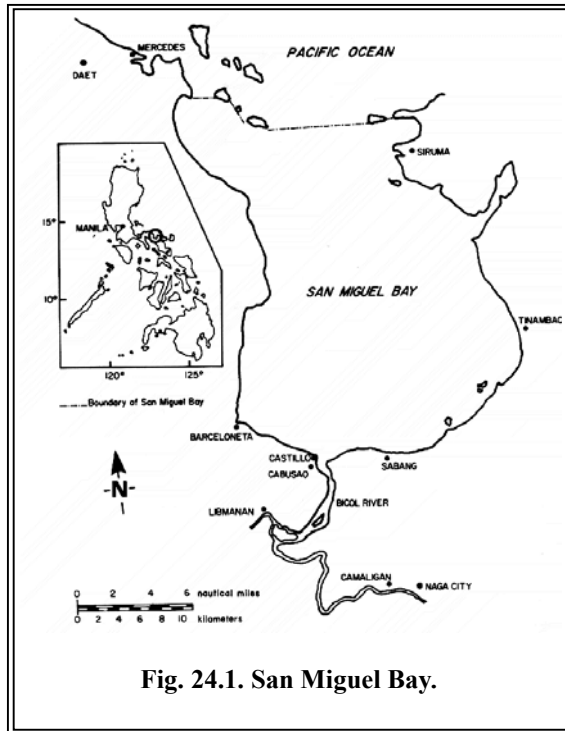 MERCEDES
PACIFIC OCEAN
DAET
SIRUMA
15°
MANILA
10°
120°
125°
SAN MIGUEL BAY
TINAMBAC
Boundary of San Miguel Bay
BARCELONETA
CASTILLO
CABUSAO
SABANG
-N-
LIBMANAN
BICOL RIVER
CAMALIGAN
NAGA CITY
0 2 4 6 nautical miles
0 2 4 6 8 10 kilometers
Fig. 24.1. San Miguel Bay.